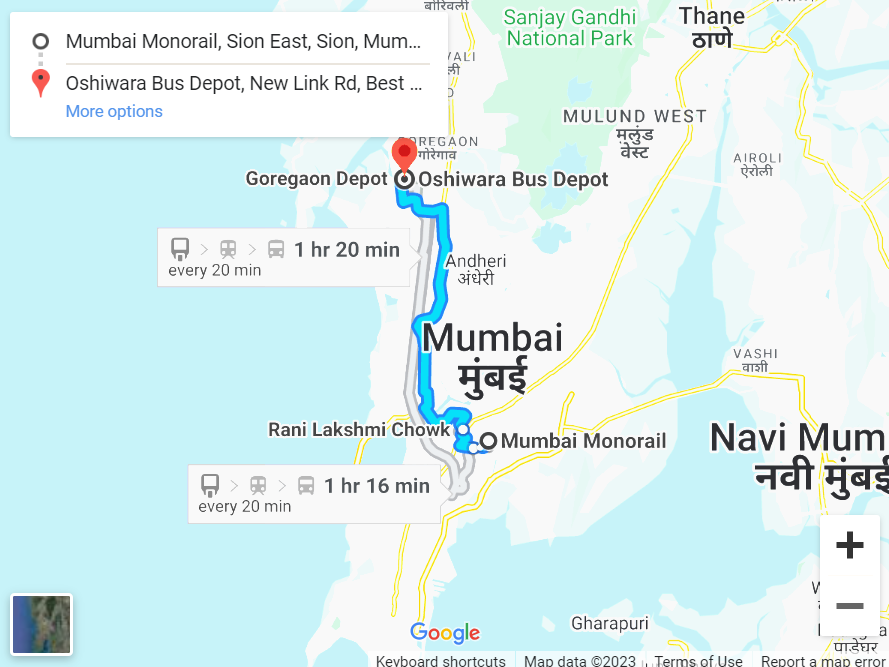 बोरिवली
Sanjay Gandhi
National Park
Thane
ठाणे
Mumbai Monorail, Sion East, Sion, Mum...
Oshiwara Bus Depot, New Link Rd, Best ...
More options
MULUND WEST
मुलुंड
वेस्ट
GOREGAON
गोरेगाव
AIROLI
ऐरोली
Goregaon Depot
Oshiwara Bus Depot
1 hr 20 min
every 20 min
Andheri
अंधेरी
Mumbai
मुंबई
VASHI
वाशी
Rani Lakshmi Chowk
Mumbai Monorail
Navi Mum
नवी मुंबई
1 hr 16 min
every 20 min
+
−
Gharapuri
Google
Keyboard shortcuts
Map data ©2023
Terms of Use
Report a map error